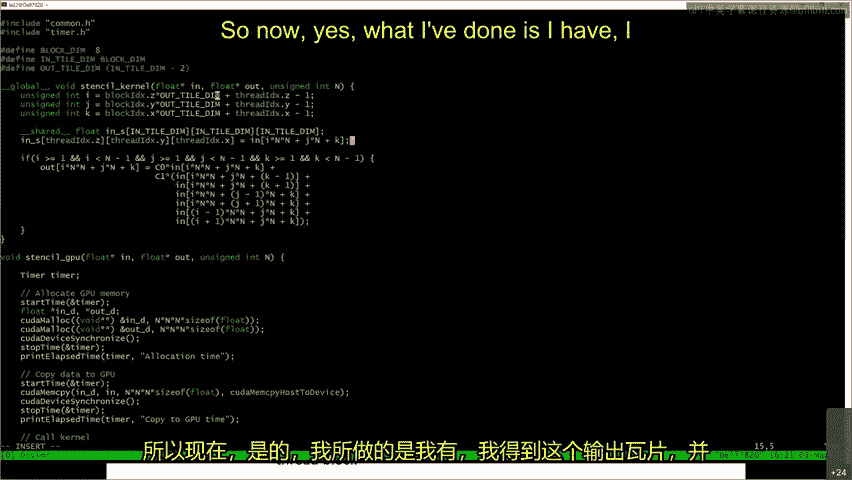 #include "common.h"
#include "timer.h"
So now, yes, what I've done is I have, I
#define BLOCK_DIM 8
#define IN_TILE_DIM BLOCK_DIM
#define OUT_TILE_DIM (IN_TILE_DIM - 2)
__global__ void stencil_kernel(float* in, float* out, unsigned int N) {
unsigned int i = blockIdx.z*OUT_TILE_DIM + threadIdx.z - 1;
unsigned int j = blockIdx.y*OUT_TILE_DIM + threadIdx.y - 1;
unsigned int k = blockIdx.x*OUT_TILE_DIM + threadIdx.x - 1;
__shared__ float in_s[IN_TILE_DIM][IN_TILE_DIM][IN_TILE_DIM];
in_s[threadIdx.z][threadIdx.y][threadIdx.x] = in[i*N*N + j*N + k];
if(i >= 1 && i < N - 1 && j >= 1 && j < N - 1 && k >= 1 && k < N - 1) {
out[i*N*N + j*N + k] = C0*in[i*N*N + j*N + k] +
C1*(in[i*N*N + j*N + (k - 1)] +
in[i*N*N + j*N + (k + 1)] +
in[i*N*N + (j - 1)*N + k] +
in[i*N*N + (j + 1)*N + k] +
in[(i - 1)*N*N + j*N + k] +
in[(i + 1)*N*N + j*N + k]);
}
}
void stencil_gpu(float* in, float* out, unsigned int N) {
Timer timer;
// Allocate GPU memory
startTime(&timer);
float *in_d, *out_d;
cudaMalloc((void**) &in_d, N*N*N*sizeof(float));
cudaMalloc((void**) &out_d, N*N*N*sizeof(float));
cudaDeviceSynchronize();
stopTime(&timer);
printElapsedTime(timer, "Allocation time");
// Copy data to GPU
startTime(&timer);
cudaMemcpy(in_d, in, N*N*N*sizeof(float), cudaMemcpyHostToDevice);
cudaDeviceSynchronize();
stopTime(&timer);
printElapsedTime(timer, "Copy to GPU time");
// Call kernel
-- INSERT -- 15,5
所以现在，是的，我所做的是我有，我得到这个输出瓦片，并
+24